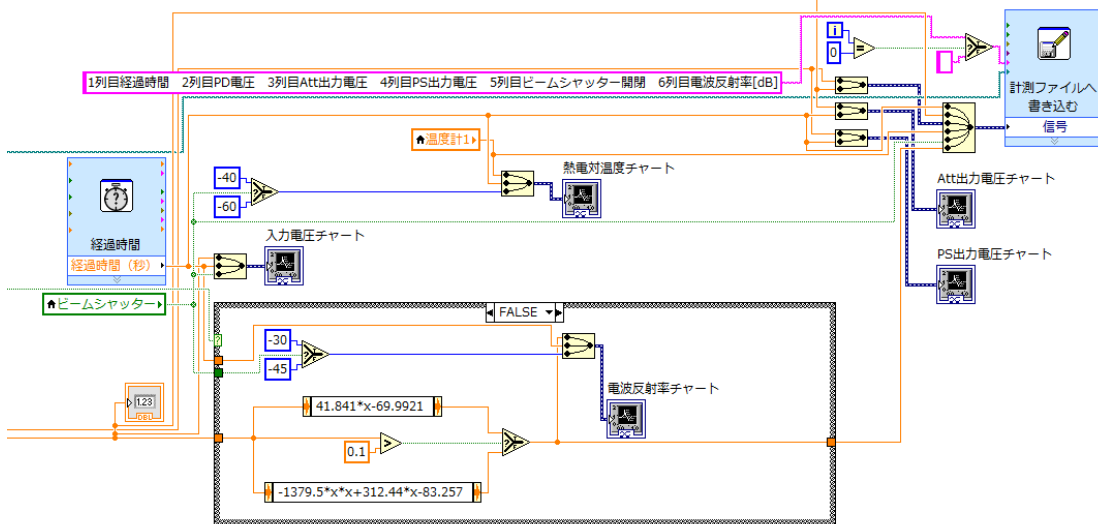 i
0
1列目経過時間 2列目PD電圧 3列目Att出力電圧 4列目PS出力電圧 5列目ビームシャッター開閉 6列目電波反射率[dB]
計測ファイルへ
書き込む
信号
温度計1
熱電対温度チャート
-40
-60
Att出力電圧チャート
経過時間
経過時間(秒)
入力電圧チャート
PS出力電圧チャート
ビームシャッター
FALSE
-30
-45
電波反射率チャート
1.23
DBL
41.841*x-69.9921
0.1
-1379.5*x*x+312.44*x-83.257